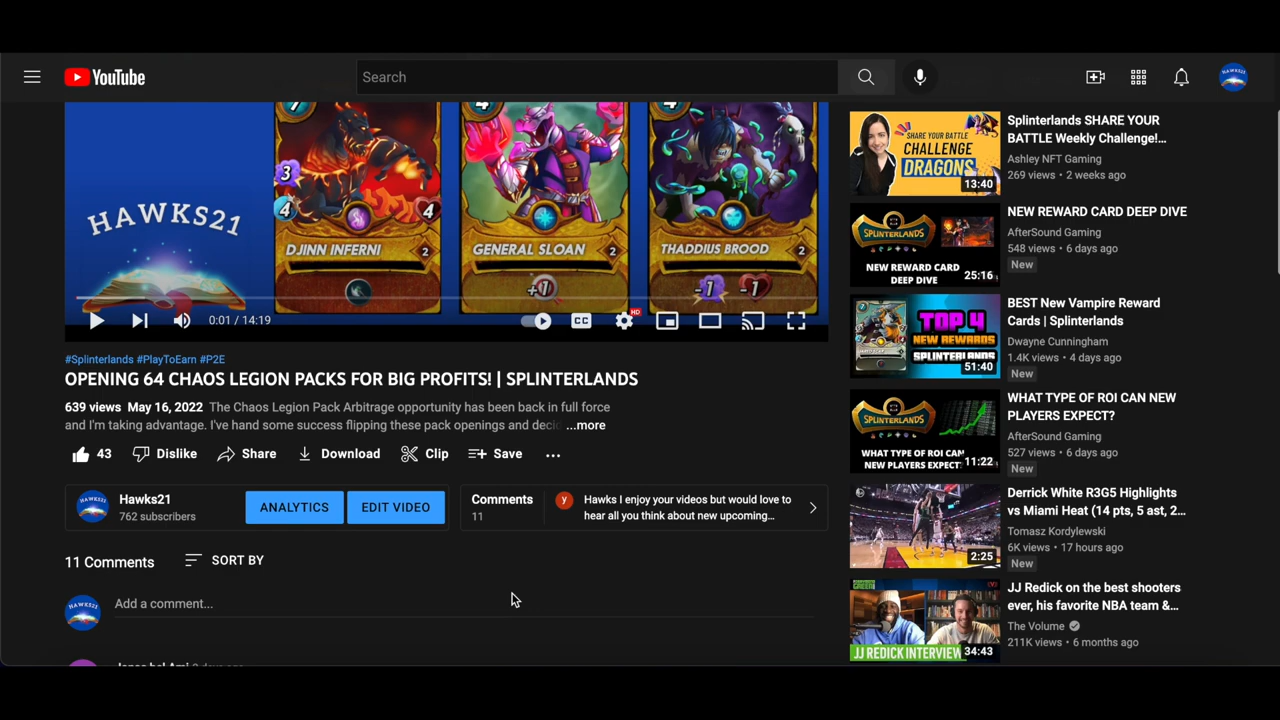 YouTube
Search
HAWKS21
7
3
4
4
DJINN INFERNI
2
4
GENERAL SLOAN
2
+1
4
THADDIUS BROOD
2
-1
-1
0:01 / 14:19
CC
HD
#Splinterlands #PlayToEarn #P2E
OPENING 64 CHAOS LEGION PACKS FOR BIG PROFITS! | SPLINTERLANDS
639 views May 16, 2022 The Chaos Legion Pack Arbitrage opportunity has been back in full force
and I'm taking advantage. I've hand some success flipping these pack openings and deci ...more
43
Dislike
Share
Download
Clip
Save
Hawks21
762 subscribers
ANALYTICS
EDIT VIDEO
Comments
11
y
Hawks I enjoy your videos but would love to
hear all you think about new upcoming...
11 Comments
SORT BY
HAWKS21
Add a comment...
SHARE YOUR BATTLE
CHALLENGE
DRAGONS
13:40
Splinterlands SHARE YOUR
BATTLE Weekly Challenge!...
Ashley NFT Gaming
269 views • 2 weeks ago
SPLINTERLANDS
NEW REWARD CARD
DEEP DIVE
25:16
NEW REWARD CARD DEEP DIVE
AfterSound Gaming
548 views • 6 days ago
New
TOP 4
NEW REWARDS
SPLINTERLANDS
51:40
BEST New Vampire Reward
Cards | Splinterlands
Dwayne Cunningham
1.4K views • 4 days ago
New
SPLINTERLANDS
WHAT TYPE OF ROI CAN
NEW PLAYERS EXPECT?
11:22
WHAT TYPE OF ROI CAN NEW
PLAYERS EXPECT?
AfterSound Gaming
527 views • 6 days ago
New
2:25
Derrick White R3G5 Highlights
vs Miami Heat (14 pts, 5 ast, 2...
Tomasz Kordylewski
6K views • 17 hours ago
New
JJ REDICK INTERVIEW
34:43
JJ Redick on the best shooters
ever, his favorite NBA team &...
The Volume
211K views • 6 months ago